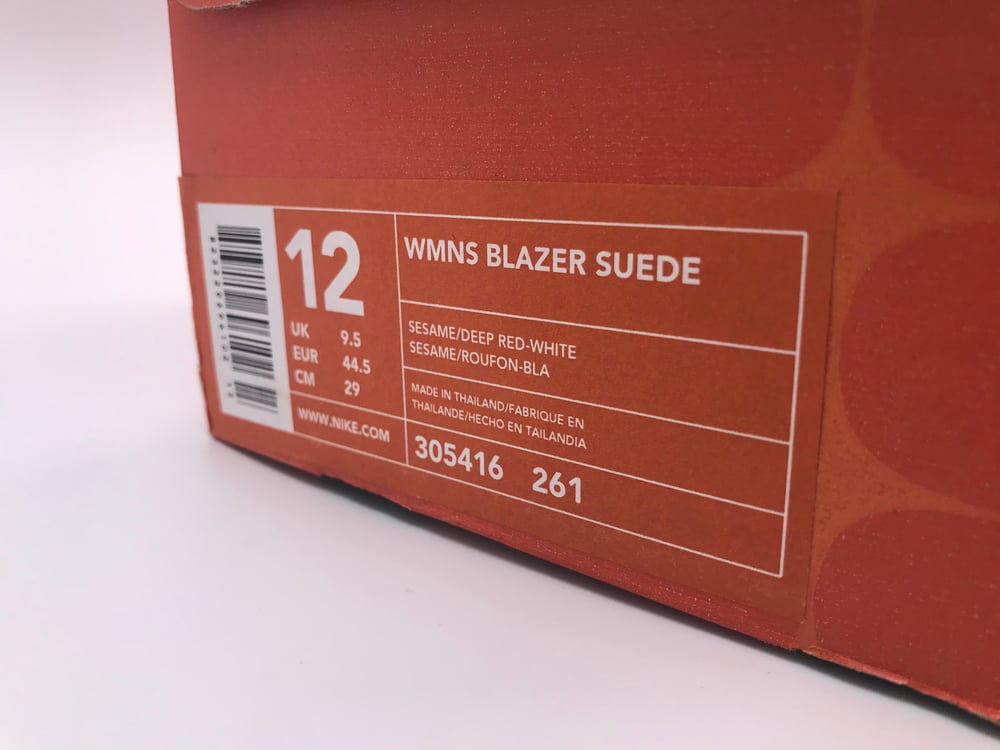 12
UK 9.5
EUR 44.5
CM 29
WWW.NIKE.COM
WMNS BLAZER SUEDE
SESAME/DEEP RED-WHITE
SESAME/ROUFON-BLA
MADE IN THAILAND/FABRIQUE EN
THAILANDE/HECHO EN TAILANDIA
305416 261